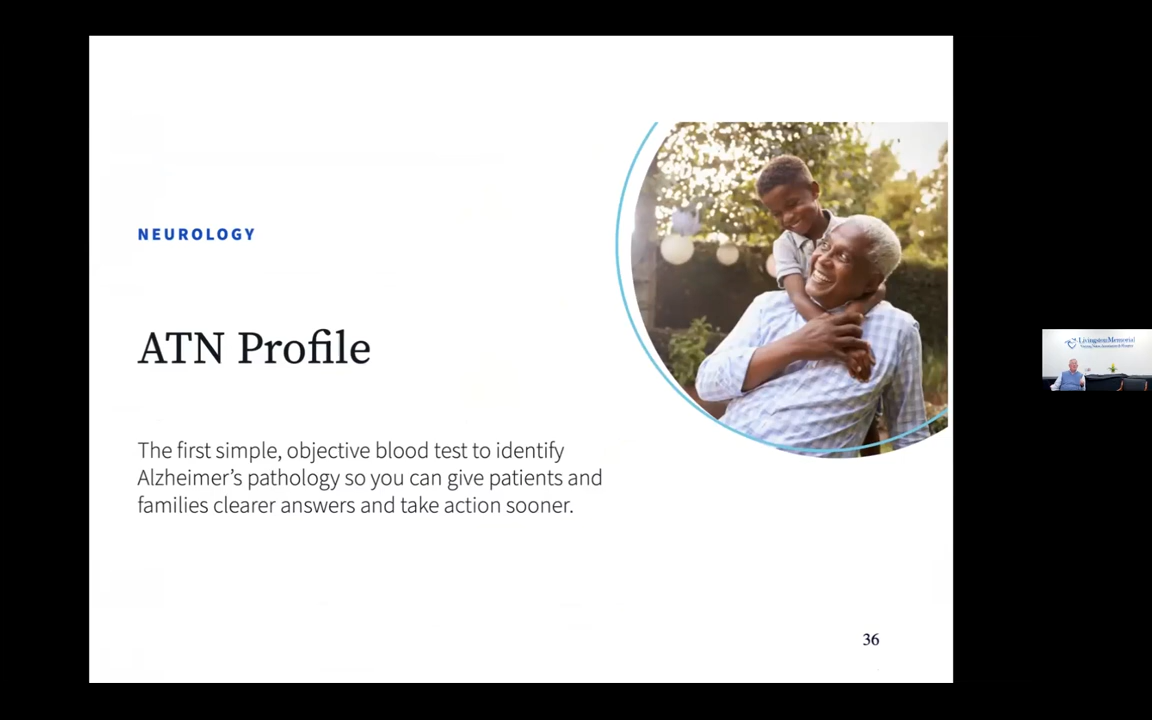 NEUROLOGY
ATN Profile
The first simple, objective blood test to identify
Alzheimer’s pathology so you can give patients and
families clearer answers and take action sooner.
36
LivingstonMemorial